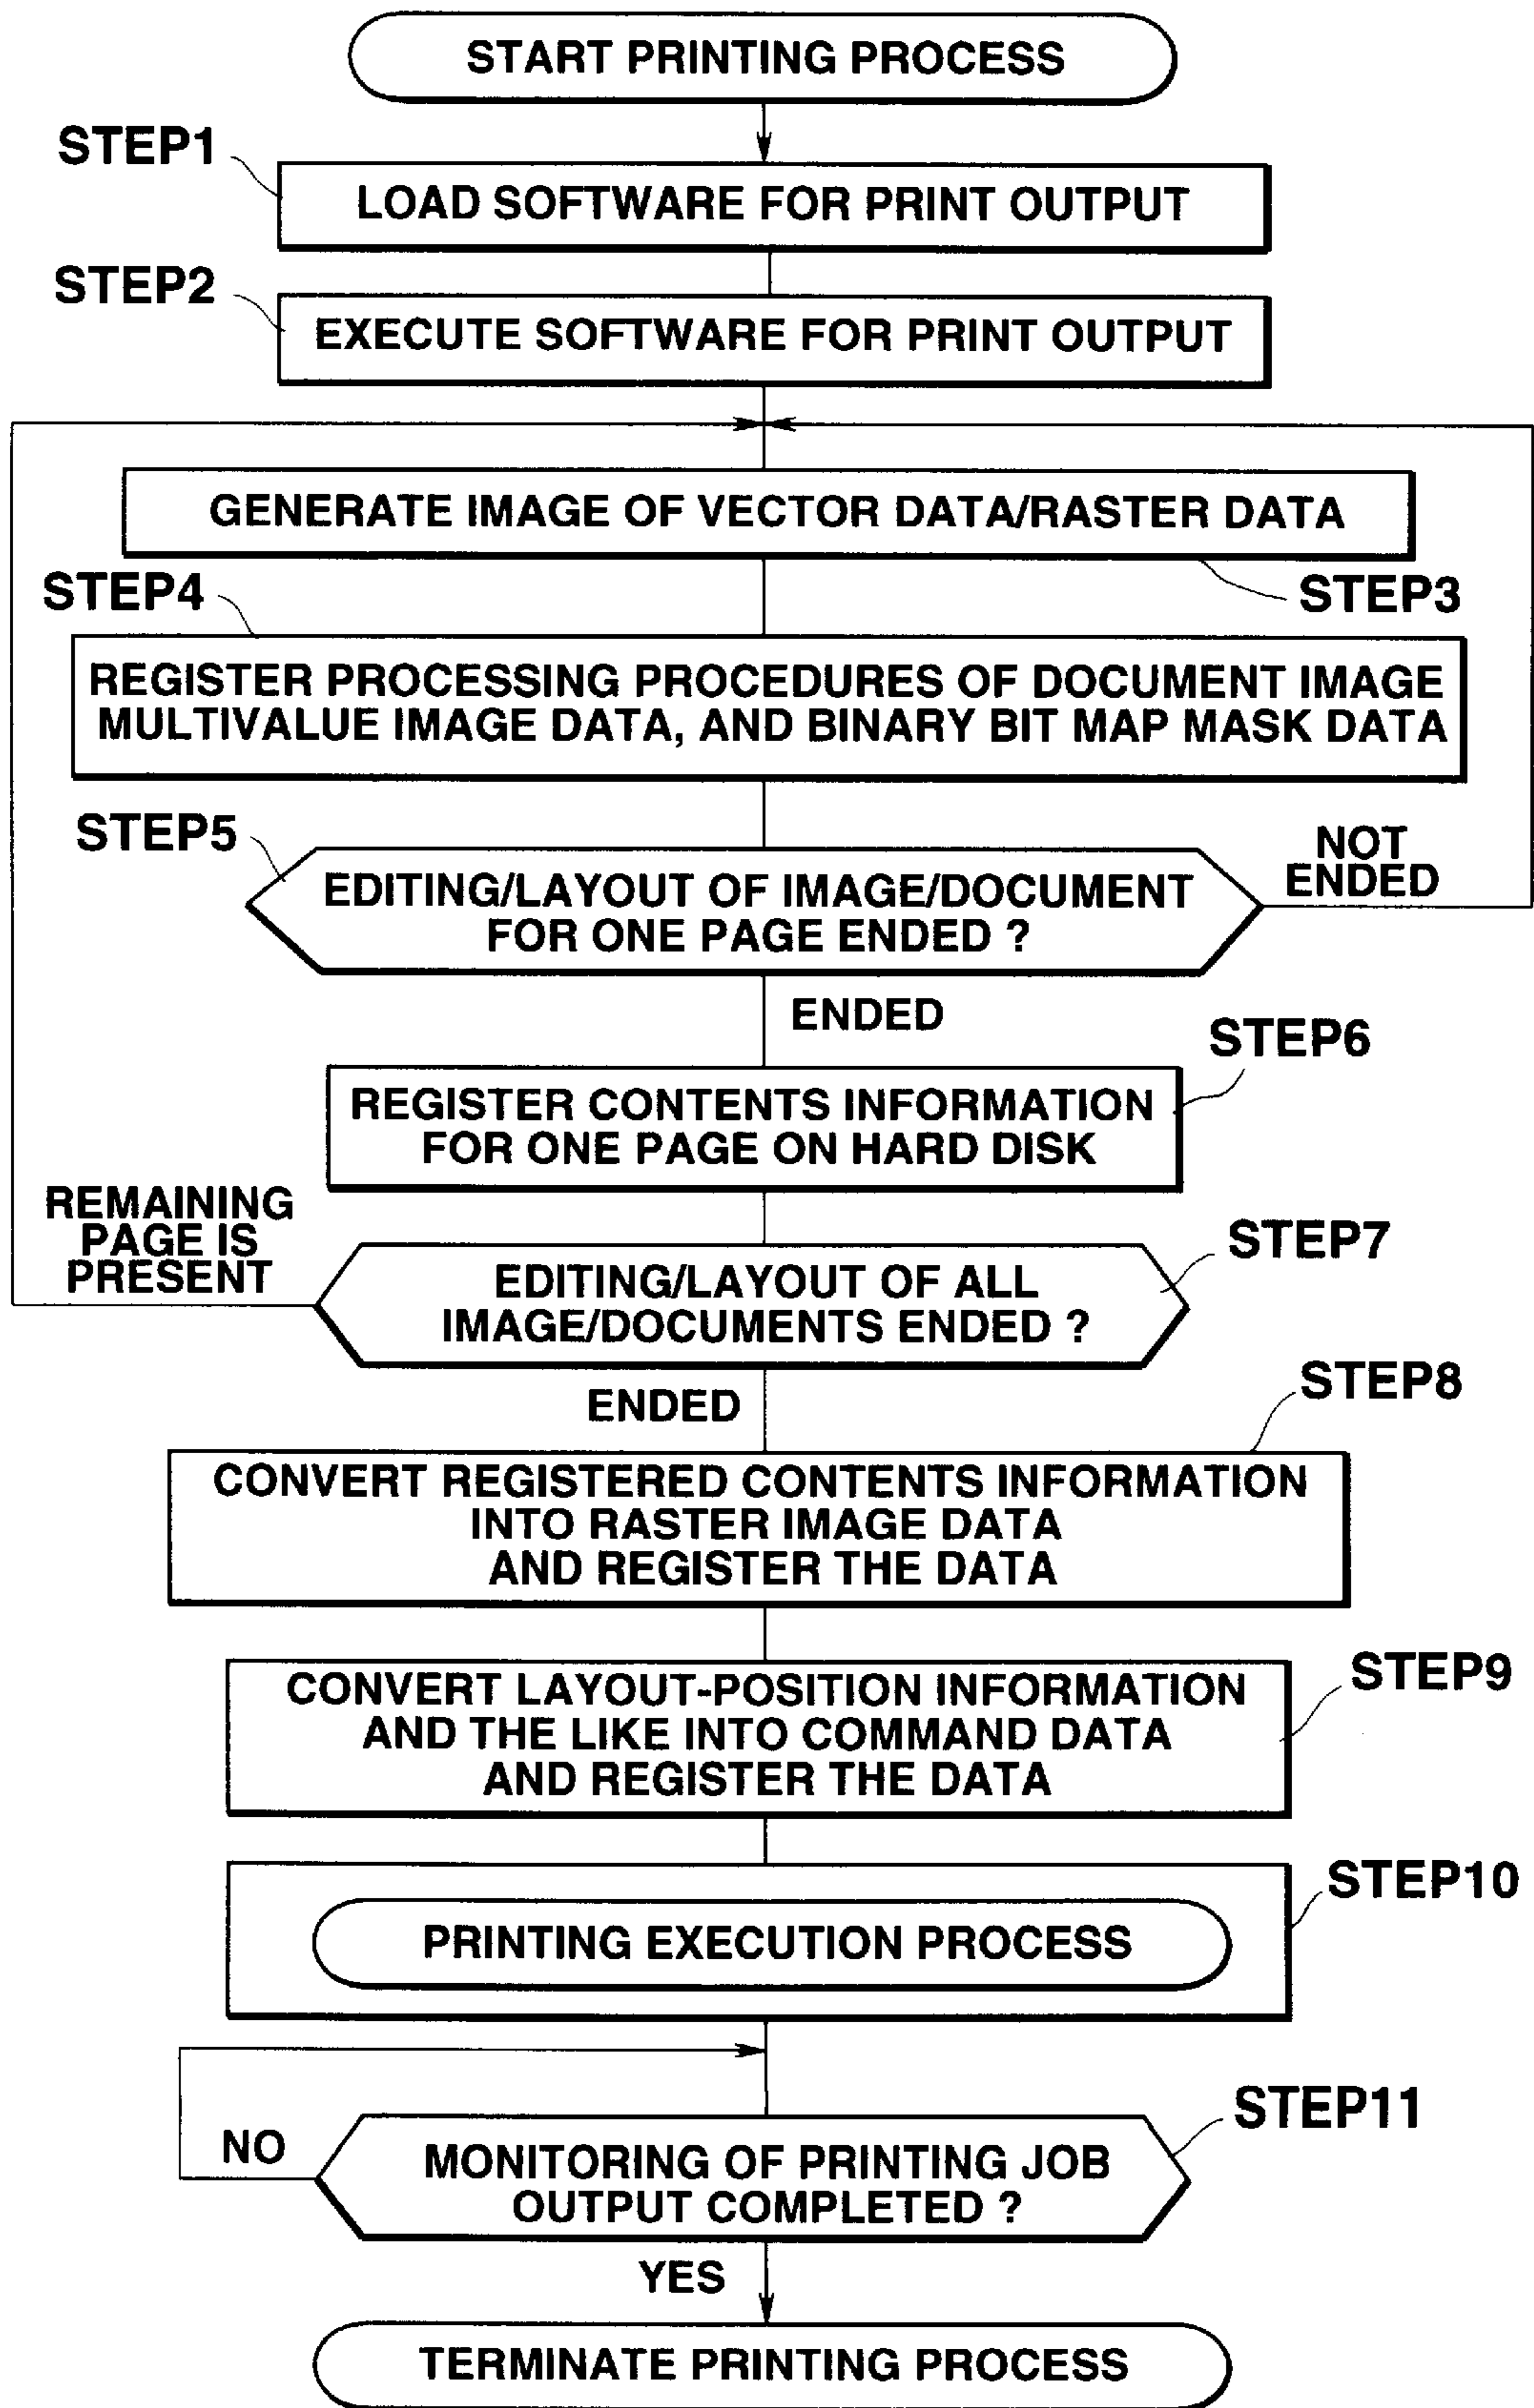 START PRINTING PROCESS
STEP1
LOAD SOFTWARE FOR PRINT OUTPUT
STEP2
EXECUTE SOFTWARE FOR PRINT OUTPUT
GENERATE IMAGE OF VECTOR DATA/RASTER DATA
STEP3
STEP4
REGISTER PROCESSING PROCEDURES OF DOCUMENT IMAGE
MULTIVALUE IMAGE DATA, AND BINARY BIT MAP MASK DATA
STEP5
EDITING/LAYOUT OF IMAGE/DOCUMENT
FOR ONE PAGE ENDED ?
NOT
ENDED
ENDED
STEP6
REGISTER CONTENTS INFORMATION
FOR ONE PAGE ON HARD DISK
REMAINING
PAGE IS
PRESENT
STEP7
EDITING/LAYOUT OF ALL
IMAGE/DOCUMENTS ENDED ?
ENDED
STEP8
CONVERT REGISTERED CONTENTS INFORMATION
INTO RASTER IMAGE DATA
AND REGISTER THE DATA
STEP9
CONVERT LAYOUT-POSITION INFORMATION
AND THE LIKE INTO COMMAND DATA
AND REGISTER THE DATA
STEP10
PRINTING EXECUTION PROCESS
STEP11
NO
MONITORING OF PRINTING JOB
OUTPUT COMPLETED ?
YES
TERMINATE PRINTING PROCESS